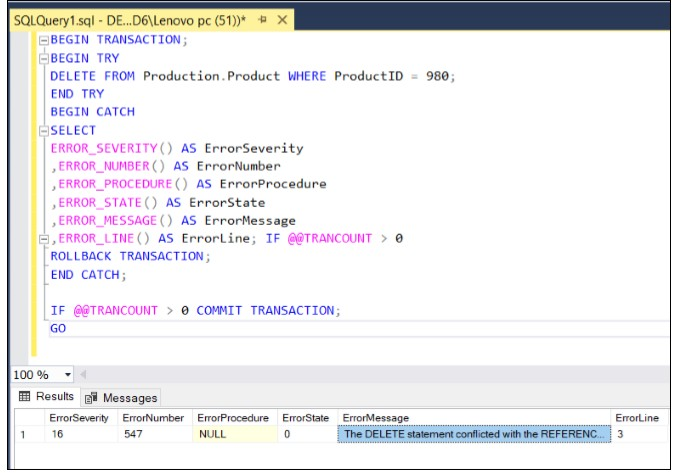 SQLQuery1.sql - DE...D6\Lenovo pc (51))*
BEGIN TRANSACTION;
BEGIN TRY
DELETE FROM Production.Product WHERE ProductID = 980;
END TRY
BEGIN CATCH
SELECT
ERROR_SEVERITY() AS ErrorSeverity
,ERROR_NUMBER() AS ErrorNumber
,ERROR_PROCEDURE() AS ErrorProcedure
,ERROR_STATE() AS ErrorState
,ERROR_MESSAGE() AS ErrorMessage
,ERROR_LINE() AS ErrorLine; IF @@TRANCOUNT > 0
ROLLBACK TRANSACTION;
END CATCH;
IF @@TRANCOUNT > 0 COMMIT TRANSACTION;
GO
100 %
Results Messages
ErrorSeverity ErrorNumber ErrorProcedure ErrorState ErrorMessage ErrorLine
1 16 547 NULL 0 The DELETE statement conflicted with the REFERENC... 3